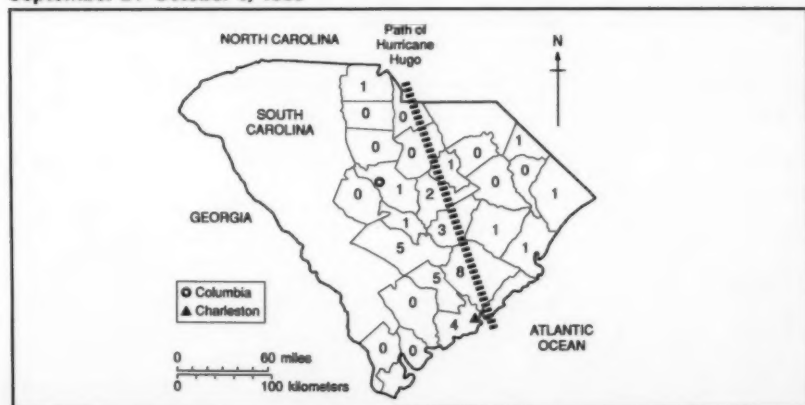 NORTH CAROLINA
Path of
Hurricane
Hugo
N
SOUTH
CAROLINA
GEORGIA
Columbia
Charleston
ATLANTIC
OCEAN
0 60 miles
0 100 kilometers
1
0
0
0
0
0
1
1
0
1
2
0
0
1
1
3
1
1
5
5
8
0
4
0
0